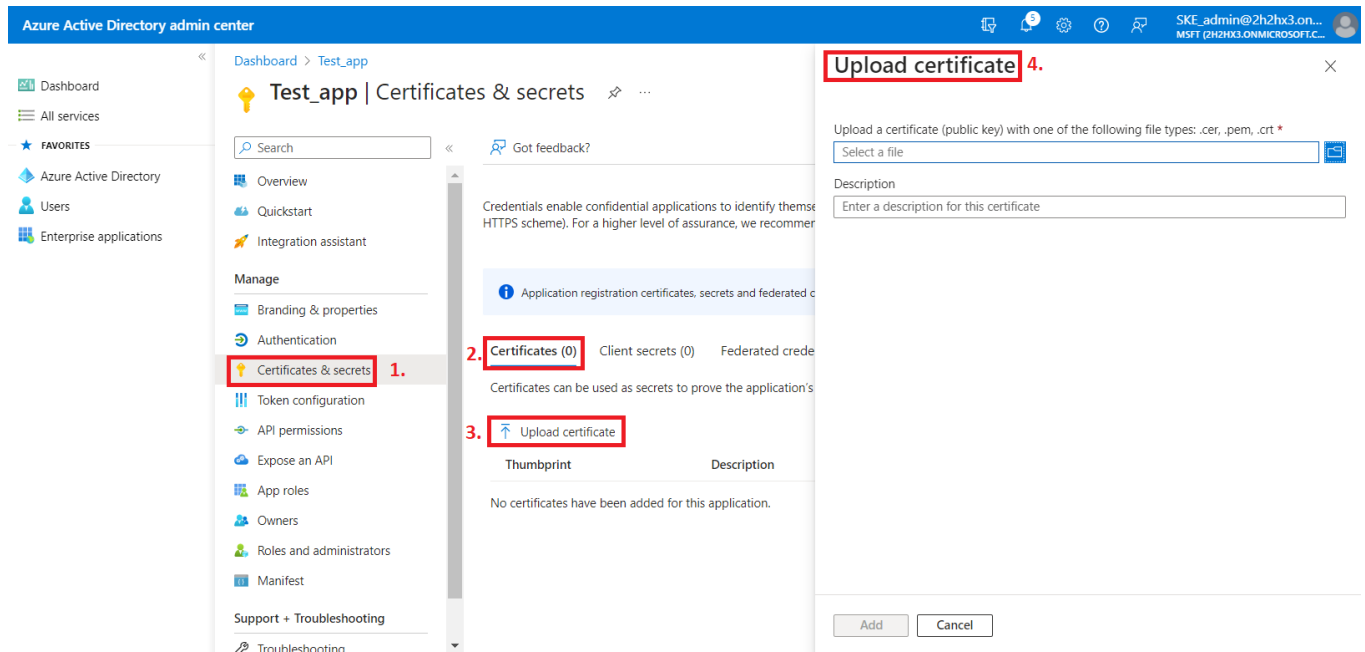 Azure Active Directory admin center
5
SKE_admin@2h2hx3.on...
MSFT (2H2HX3.ONMICROSOFT.C...
«
Dashboard
All services
FAVORITES
Azure Active Directory
Users
Enterprise applications
Dashboard > Test_app
Test_app | Certificates & secrets ...
Search «
Overview
Quickstart
Integration assistant
Manage
Branding & properties
Authentication
Certificates & secrets 1.
Token configuration
API permissions
Expose an API
App roles
Owners
Roles and administrators
Manifest
Support + Troubleshooting
Troubleshooting
Got feedback?
Credentials enable confidential applications to identify themse
HTTPS scheme). For a higher level of assurance, we recommer
Application registration certificates, secrets and federated c
2. Certificates (0) Client secrets (0) Federated crede
Certificates can be used as secrets to prove the application's
3. Upload certificate
Thumbprint Description
No certificates have been added for this application.
Upload certificate 4.
Upload a certificate (public key) with one of the following file types: .cer, .pem, .crt *
Select a file
Description
Enter a description for this certificate
Add Cancel